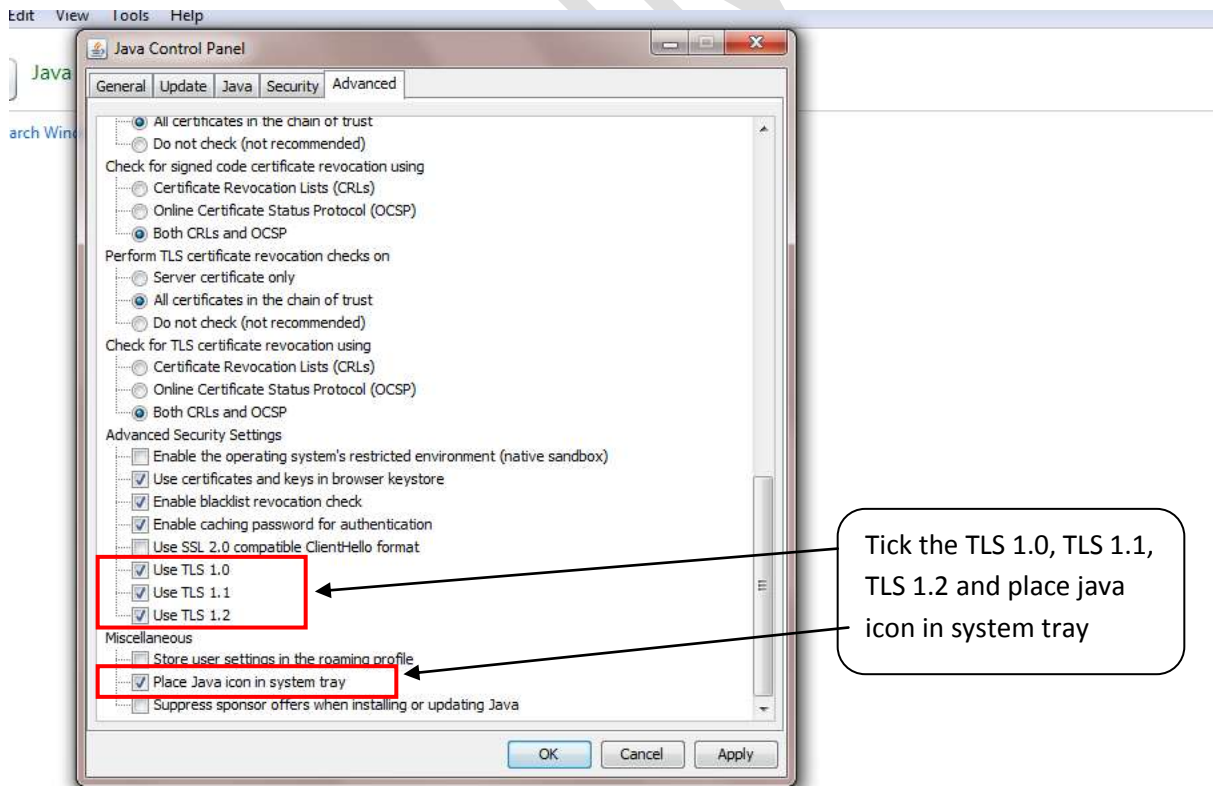 Edit View Tools Help
Java Control Panel
Java
General Update Java Security Advanced
arch Wind
All certificates in the chain of trust
Do not check (not recommended)
Check for signed code certificate revocation using
Certificate Revocation Lists (CRLs)
Online Certificate Status Protocol (OCSP)
Both CRLs and OCSP
Perform TLS certificate revocation checks on
Server certificate only
All certificates in the chain of trust
Do not check (not recommended)
Check for TLS certificate revocation using
Certificate Revocation Lists (CRLs)
Online Certificate Status Protocol (OCSP)
Both CRLs and OCSP
Advanced Security Settings
Enable the operating system's restricted environment (native sandbox)
Use certificates and keys in browser keystore
Enable blacklist revocation check
Enable caching password for authentication
Use SSL 2.0 compatible ClientHello format
Use TLS 1.0
Use TLS 1.1
Use TLS 1.2
Miscellaneous
Store user settings in the roaming profile
Place Java icon in system tray
Suppress sponsor offers when installing or updating Java
OK Cancel Apply
Tick the TLS 1.0, TLS 1.1,
TLS 1.2 and place java
icon in system tray